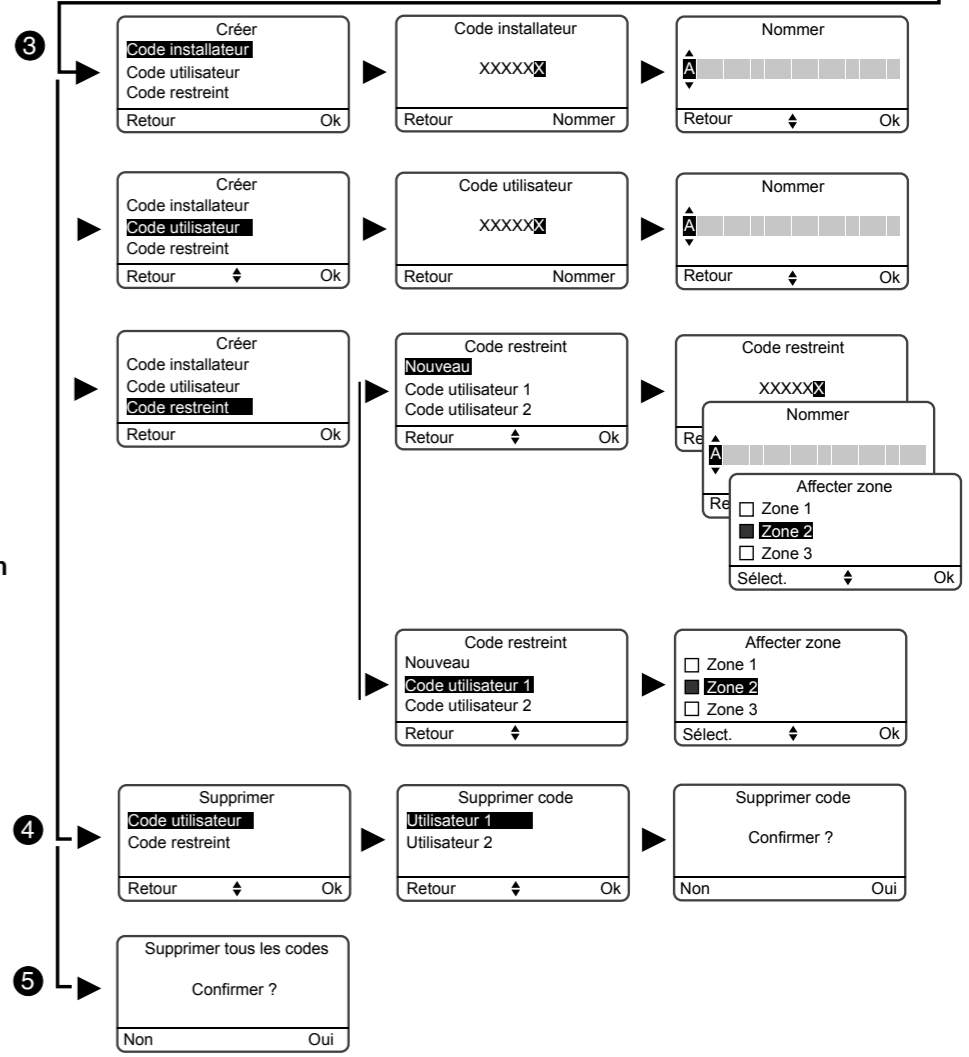 3
Créer
Code installateur
Code utilisateur
Code restreint
Retour Ok
Code installateur
XXXXXX
Retour Nommer
Nommer
A
Retour Ok
Créer
Code installateur
Code utilisateur
Code restreint
Retour Ok
Code utilisateur
XXXXXX
Retour Nommer
Nommer
A
Retour Ok
Créer
Code installateur
Code utilisateur
Code restreint
Retour Ok
Code restreint
Nouveau
Code utilisateur 1
Code utilisateur 2
Retour Ok
Code restreint
XXXXXX
Re
Nommer
A
Re
Affecter zone
Zone 1
Zone 2
Zone 3
Sélect. Ok
n
Code restreint
Nouveau
Code utilisateur 1
Code utilisateur 2
Retour
Affecter zone
Zone 1
Zone 2
Zone 3
Sélect. Ok
4
Supprimer
Code utilisateur
Code restreint
Retour Ok
Supprimer code
Utilisateur 1
Utilisateur 2
Retour Ok
Supprimer code
Confirmer ?
Non Oui
5
Supprimer tous les codes
Confirmer ?
Non Oui